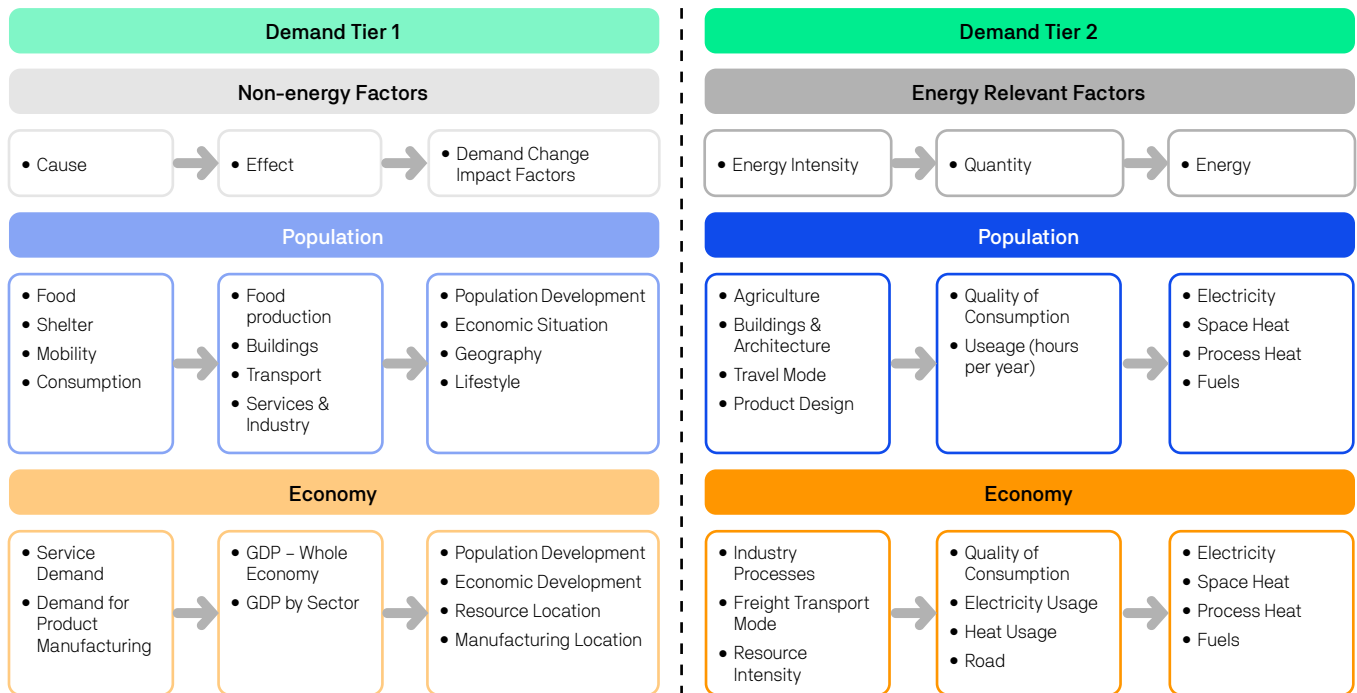 Demand Tier 1
Non-energy Factors
• Cause
• Effect
• Demand Change
Impact Factors
Population
• Food
• Shelter
• Mobility
• Consumption
• Food
production
• Buildings
• Transport
• Services &
Industry
• Population Development
• Economic Situation
• Geography
• Lifestyle
Economy
• Service
Demand
• Demand for
Product
Manufacturing
• GDP – Whole
Economy
• GDP by Sector
• Population Development
• Economic Development
• Resource Location
• Manufacturing Location
Demand Tier 2
Energy Relevant Factors
• Energy Intensity
• Quantity
• Energy
Population
• Agriculture
• Buildings &
Architecture
• Travel Mode
• Product Design
• Quality of
Consumption
• Useage (hours
per year)
• Electricity
• Space Heat
• Process Heat
• Fuels
Economy
• Industry
Processes
• Freight Transport
Mode
• Resource
Intensity
• Quality of
Consumption
• Electricity Usage
• Heat Usage
• Road
• Electricity
• Space Heat
• Process Heat
• Fuels